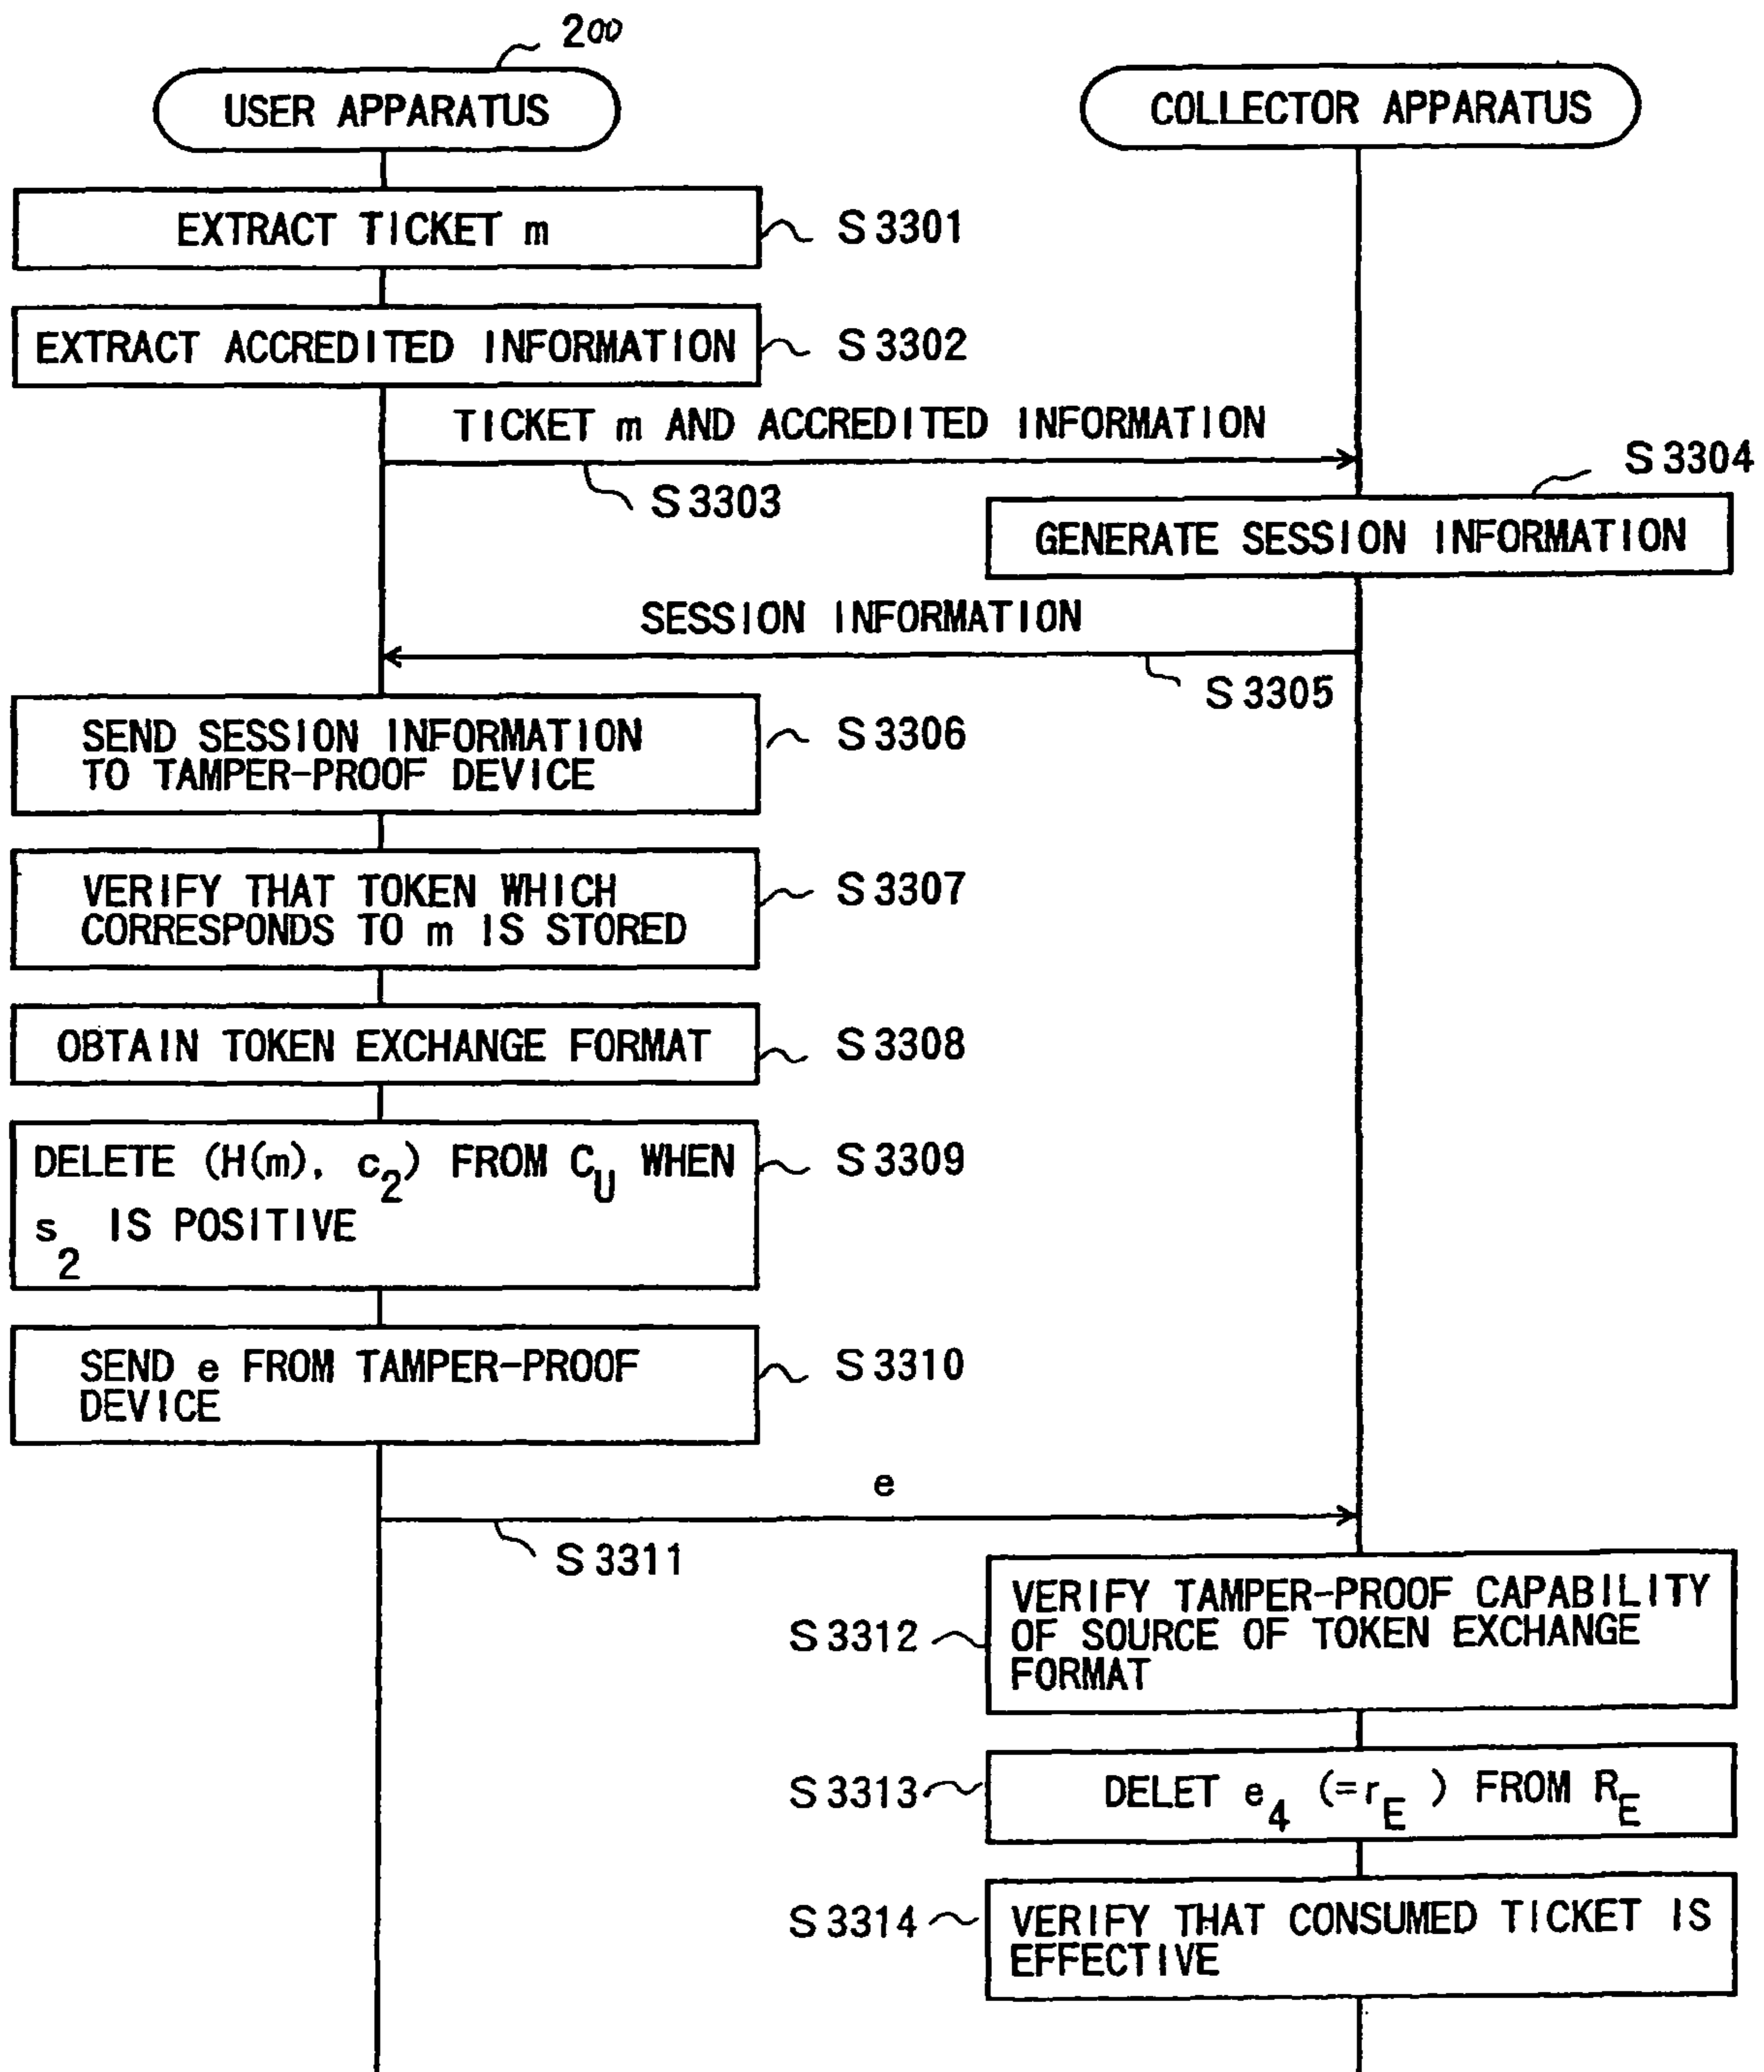 200
USER APPARATUS
COLLECTOR APPARATUS
EXTRACT TICKET m
S3301
EXTRACT ACCREDITED INFORMATION
S3302
TICKET m AND ACCREDITED INFORMATION
S3303
S3304
GENERATE SESSION INFORMATION
SESSION INFORMATION
S3305
SEND SESSION INFORMATION
TO TAMPER-PROOF DEVICE
S3306
VERIFY THAT TOKEN WHICH
CORRESPONDS TO m IS STORED
S3307
OBTAIN TOKEN EXCHANGE FORMAT
S3308
DELETE (H(m), c2) FROM CU WHEN
s2 IS POSITIVE
S3309
SEND e FROM TAMPER-PROOF
DEVICE
S3310
e
S3311
VERIFY TAMPER-PROOF CAPABILITY
OF SOURCE OF TOKEN EXCHANGE
FORMAT
S3312
DELET e4 (=rE ) FROM RE
S3313
VERIFY THAT CONSUMED TICKET IS
EFFECTIVE
S3314